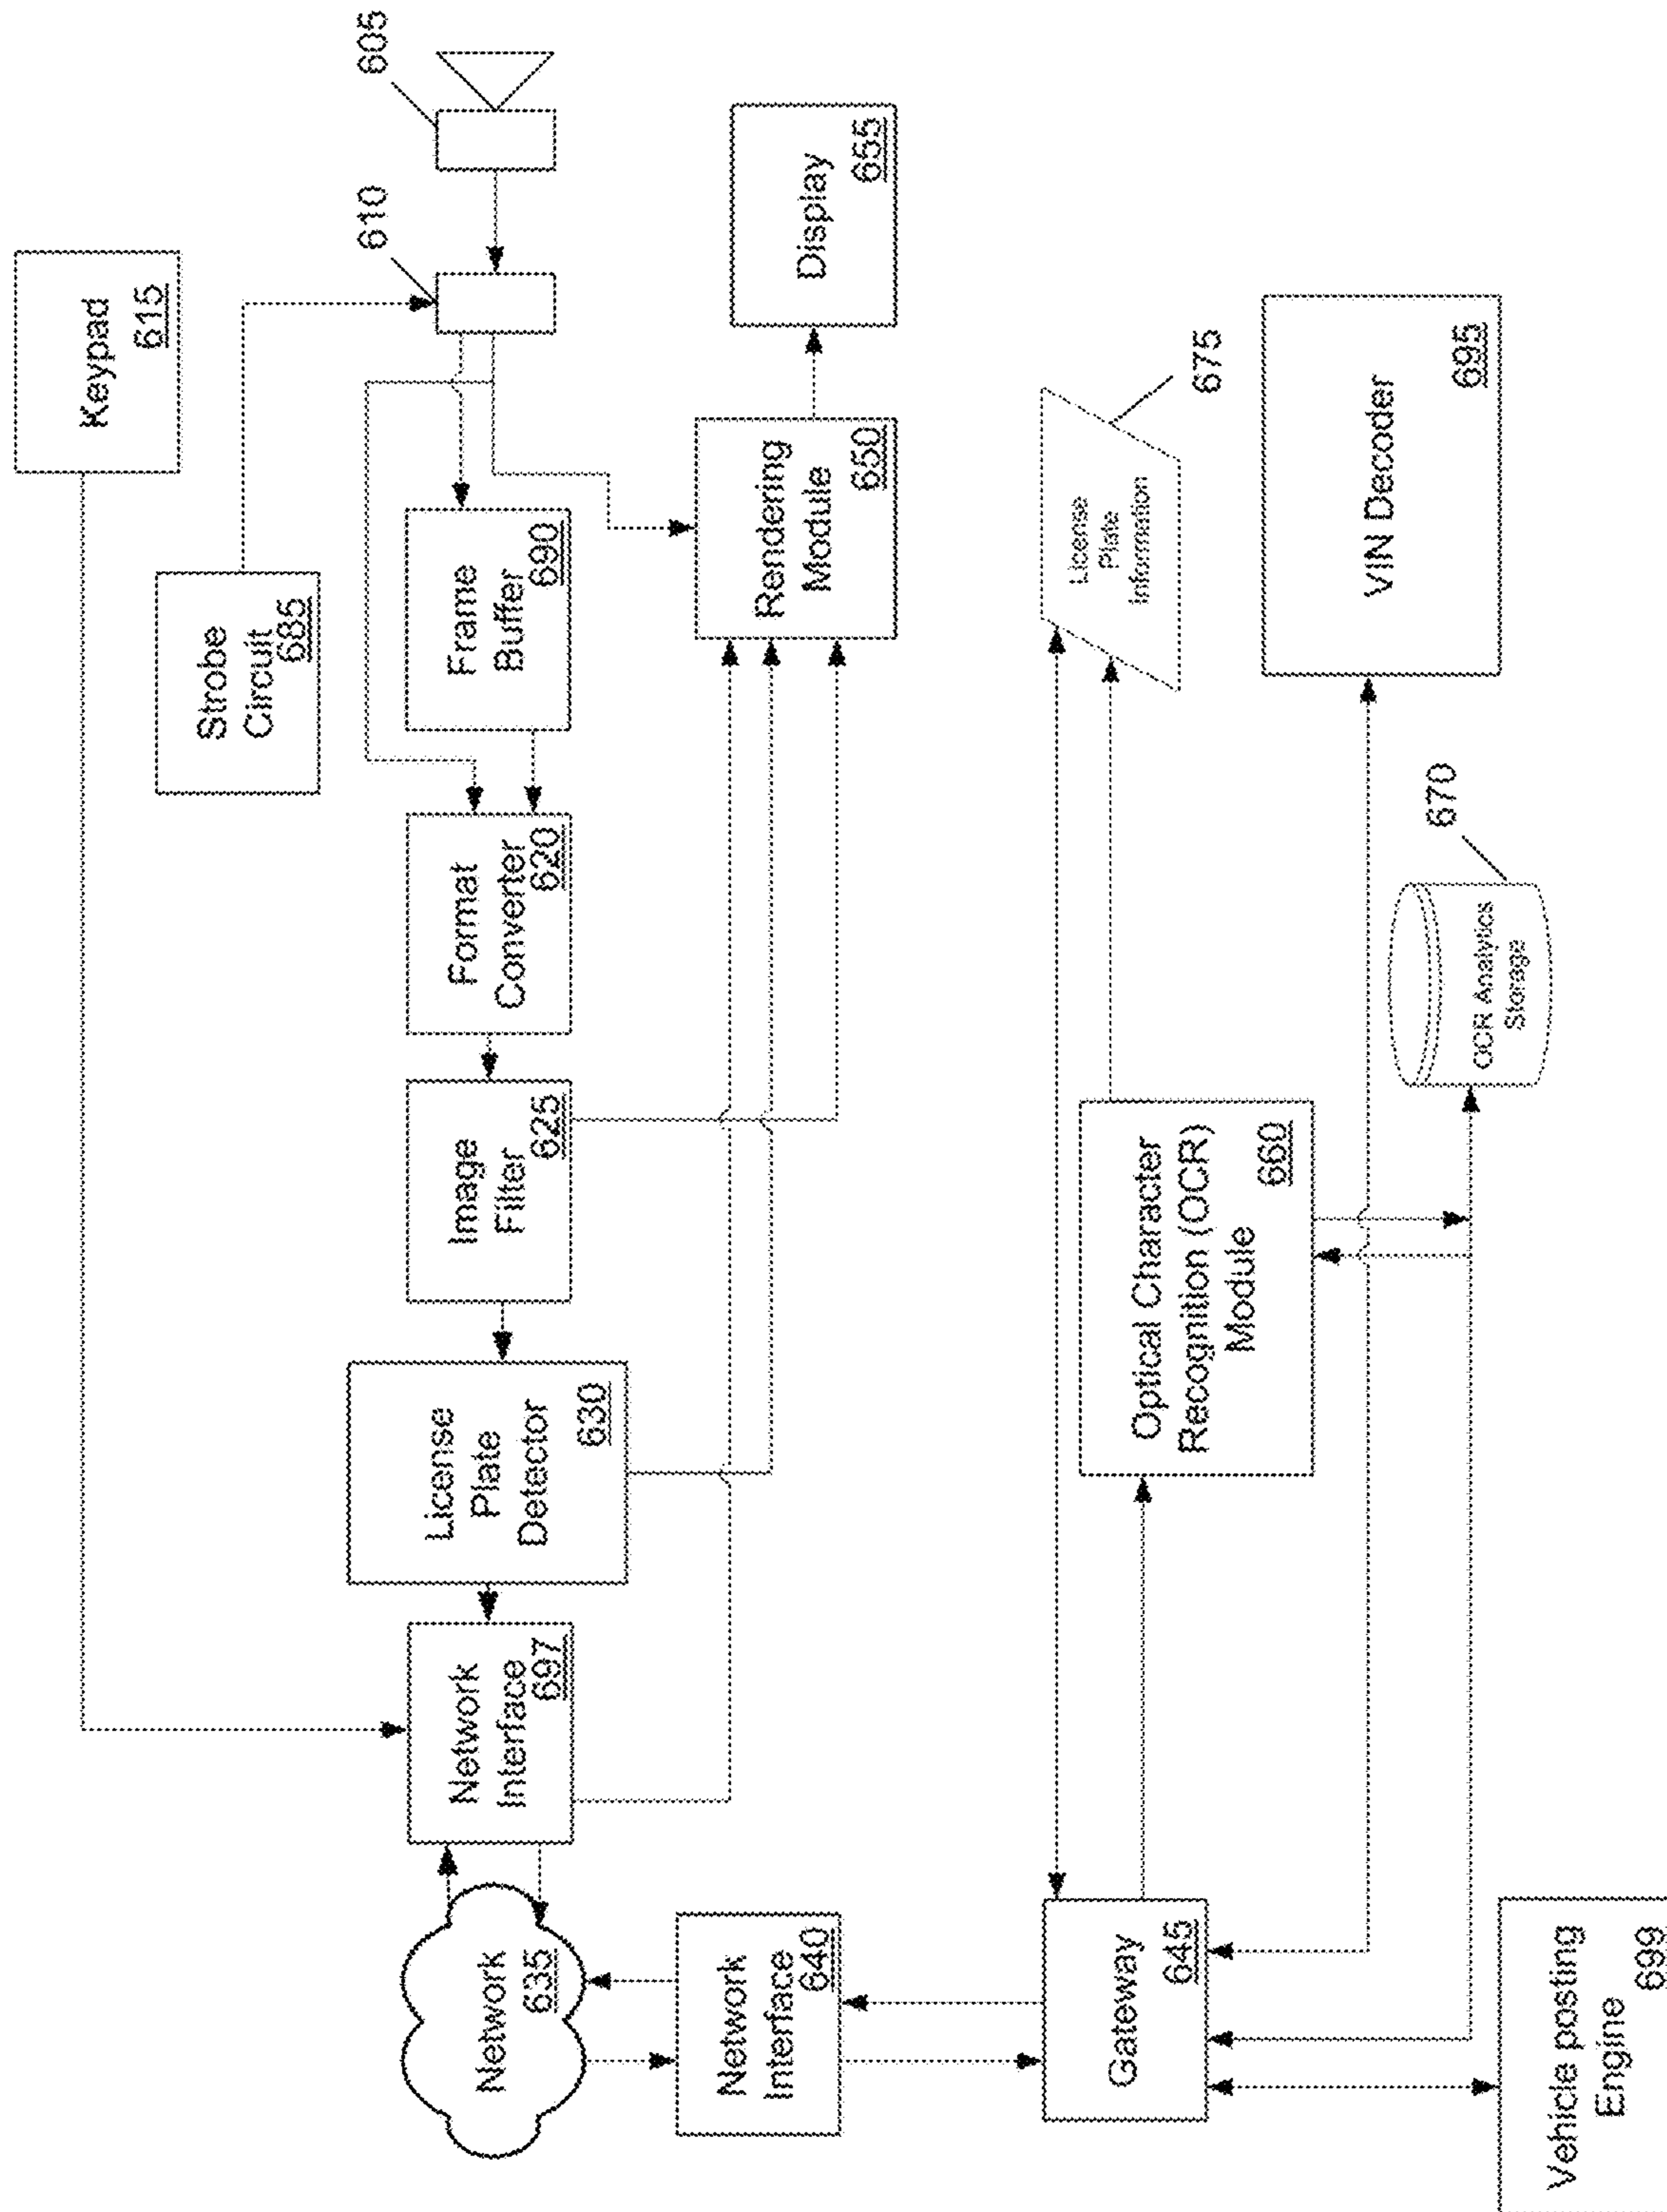 Keypad
615
605
610
Strobe
Circuit
685
Frame
Buffer
690
Format
Converter
620
Image
Filter
625
License
Plate
Detector
630
Network
Interface
697
Network
635
Rendering
Module
650
Display
655
Network
Interface
640
Gateway
645
License
Plate
Information
675
Optical Character
Recognition (OCR)
Module
660
VIN Decoder
695
OCR Analytics
Storage
670
Vehicle posting
Engine
699